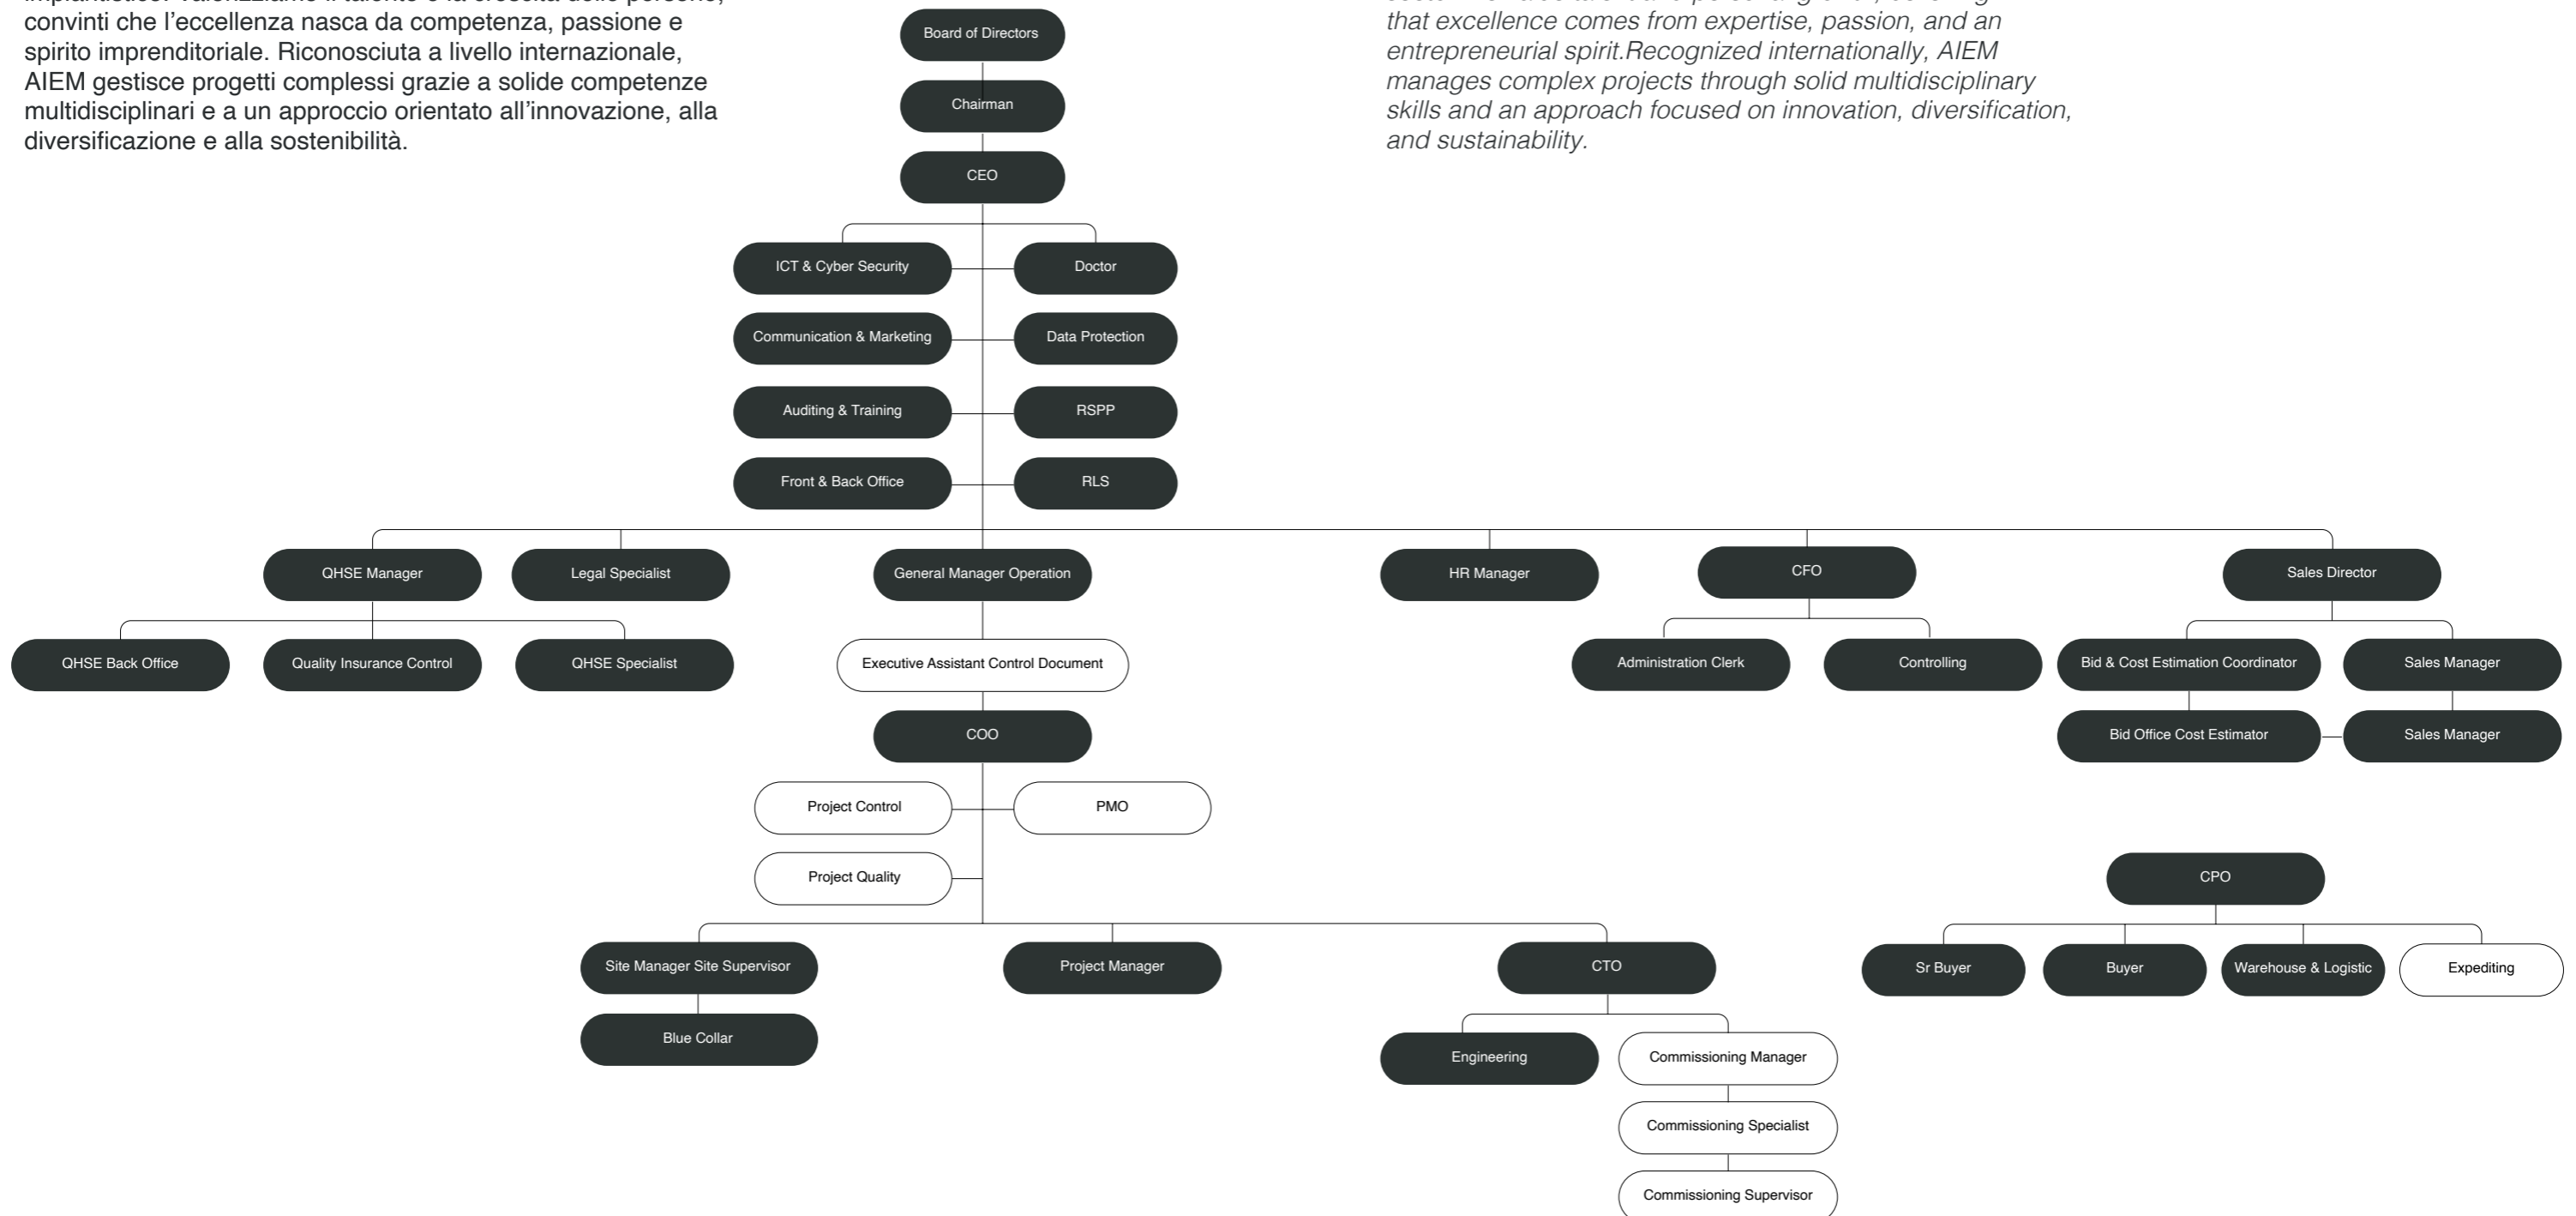 convinti che l’eccellenza nasca da competenza, passione e
spirito imprenditoriale. Riconosciuta a livello internazionale,
AIEM gestisce progetti complessi grazie a solide competenze
multidisciplinari e a un approccio orientato all’innovazione, alla
diversificazione e alla sostenibilità.
that excellence comes from expertise, passion, and an
entrepreneurial spirit.Recognized internationally, AIEM
manages complex projects through solid multidisciplinary
skills and an approach focused on innovation, diversification,
and sustainability.
Board of Directors
Chairman
CEO
ICT & Cyber Security
Doctor
Communication & Marketing
Data Protection
Auditing & Training
RSPP
Front & Back Office
RLS
QHSE Manager
Legal Specialist
General Manager Operation
HR Manager
CFO
Sales Director
QHSE Back Office
Quality Insurance Control
QHSE Specialist
Executive Assistant Control Document
Administration Clerk
Controlling
Bid & Cost Estimation Coordinator
Sales Manager
COO
Bid Office Cost Estimator
Sales Manager
Project Control
PMO
Project Quality
CPO
Site Manager Site Supervisor
Project Manager
CTO
Sr Buyer
Buyer
Warehouse & Logistic
Expediting
Blue Collar
Engineering
Commissioning Manager
Commissioning Specialist
Commissioning Supervisor